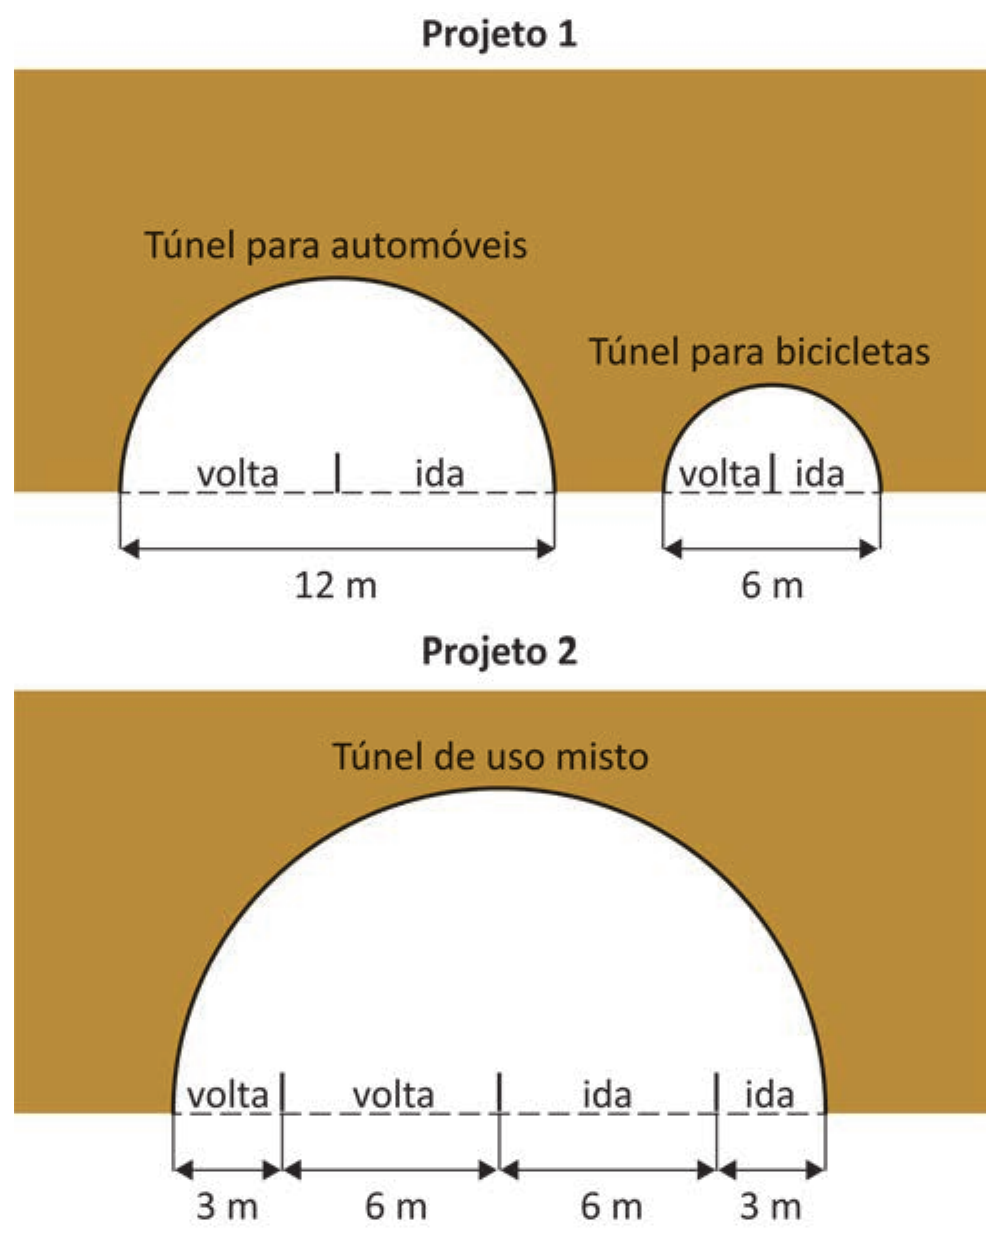 Projeto 1
Túnel para automóveis
Túnel para bicicletas
volta ida
volta ida
12 m
6 m
Projeto 2
Túnel de uso misto
volta volta ida ida
3 m 6 m 6 m 3 m